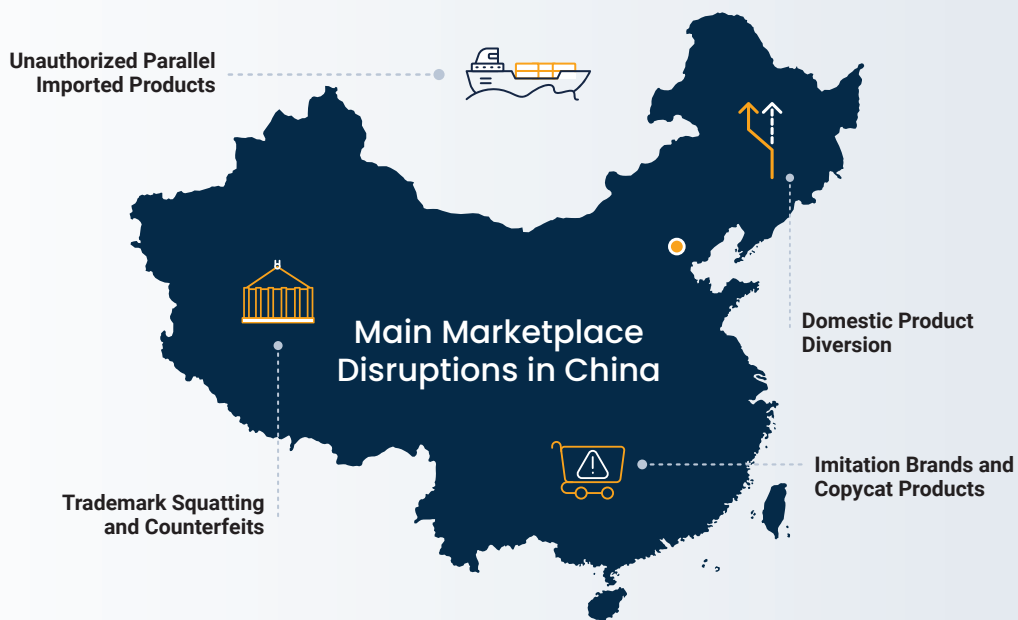 Unauthorized Parallel
Imported Products
Main Marketplace
Disruptions in China
Domestic Product
Diversion
Imitation Brands and
Copycat Products
Trademark Squatting
and Counterfeits